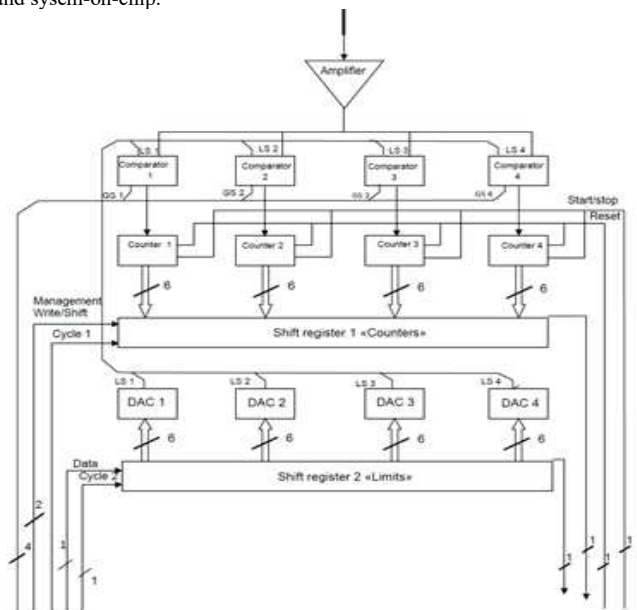 and sysem-on-chip.
Amplifier
LS 1
LS 2
LS 3
LS 4
Comparator
1
Comparator
2
Comparator
3
Comparator
4
GG 1
GS 2
GS 4
Start/stop
Reset
Counter 1
Counter 2
Counter 3
Counter 4
6
6
6
6
Management
Write/Shift
Cycle 1
Shift register 1 «Counters»
LS 1
LS 2
LS 3
LS 4
DAC 1
DAC 2
DAC 3
DAC 4
6
6
6
6
Data
Cycle 2
Shift register 2 «Limits»
2
4
1
1
1
1
1
1